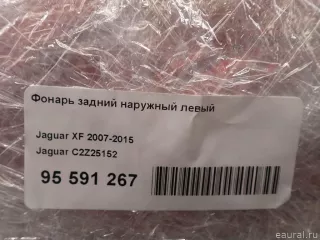 Фонарь задний наружный левый
Jaguar XF 2007-2015
Jaguar C2Z25152
95 591 267
eaural.ru